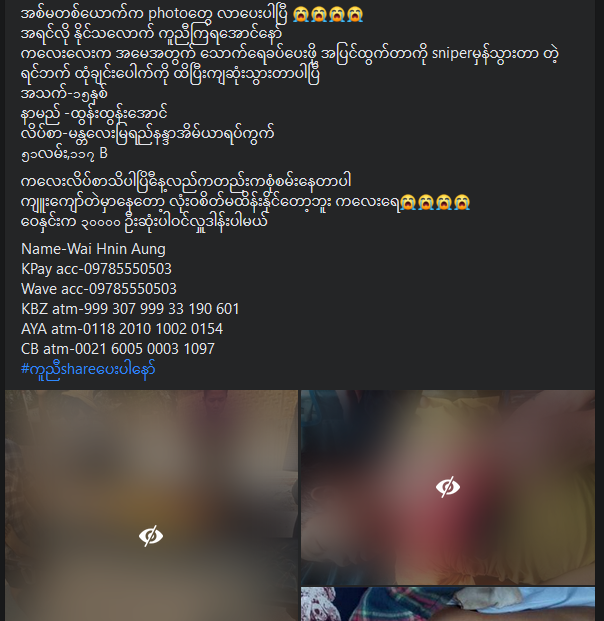 အစ်မတစ်ယောက်က photoတွေ လာပေးပါပြီ 😭😭😭😭
အရင်လို နိုင်သလောက် ကူညီကြရအောင်နော်
ကလေးလေးက အမေအတွက် သောက်ရေခပ်ပေးဖို့ အပြင်ထွက်တာကို sniperမှန်သွားတာ တဲ့
ရင်ဘက် ထုံချင်းပေါက်ကို ထိပြီးကျဆုံးသွားတာပါပြီ
အသက်-၁၅နှစ်
နာမည် -ထွန်းထွန်းအောင်
လိပ်စာ-မန္တလေးမြရည်နန္ဒာအိမ်ယာရပ်ကွက်
၅၁လမ်း,၁၁၇ B
ကလေးလိပ်စာသိပါပြီဒီနေ့လည်ကတည်းကစုံစမ်းနေတာပါ
ကျူးကျော်တဲမှာနေတော့ လုံးဝစိတ်မထိန်းနိုင်တော့ဘူး ကလေးရေ😭😭😭😭
ဝေနှင်းက ၃၀၀၀၀ ဦးဆုံးပါဝင်လှူဒါန်းပါမယ်
Name-Wai Hnin Aung
KPay acc-09785550503
Wave acc-09785550503
KBZ atm-999 307 999 33 190 601
AYA atm-0118 2010 1002 0154
CB atm-0021 6005 0003 1097
#ကူညီshareပေးပါနော်